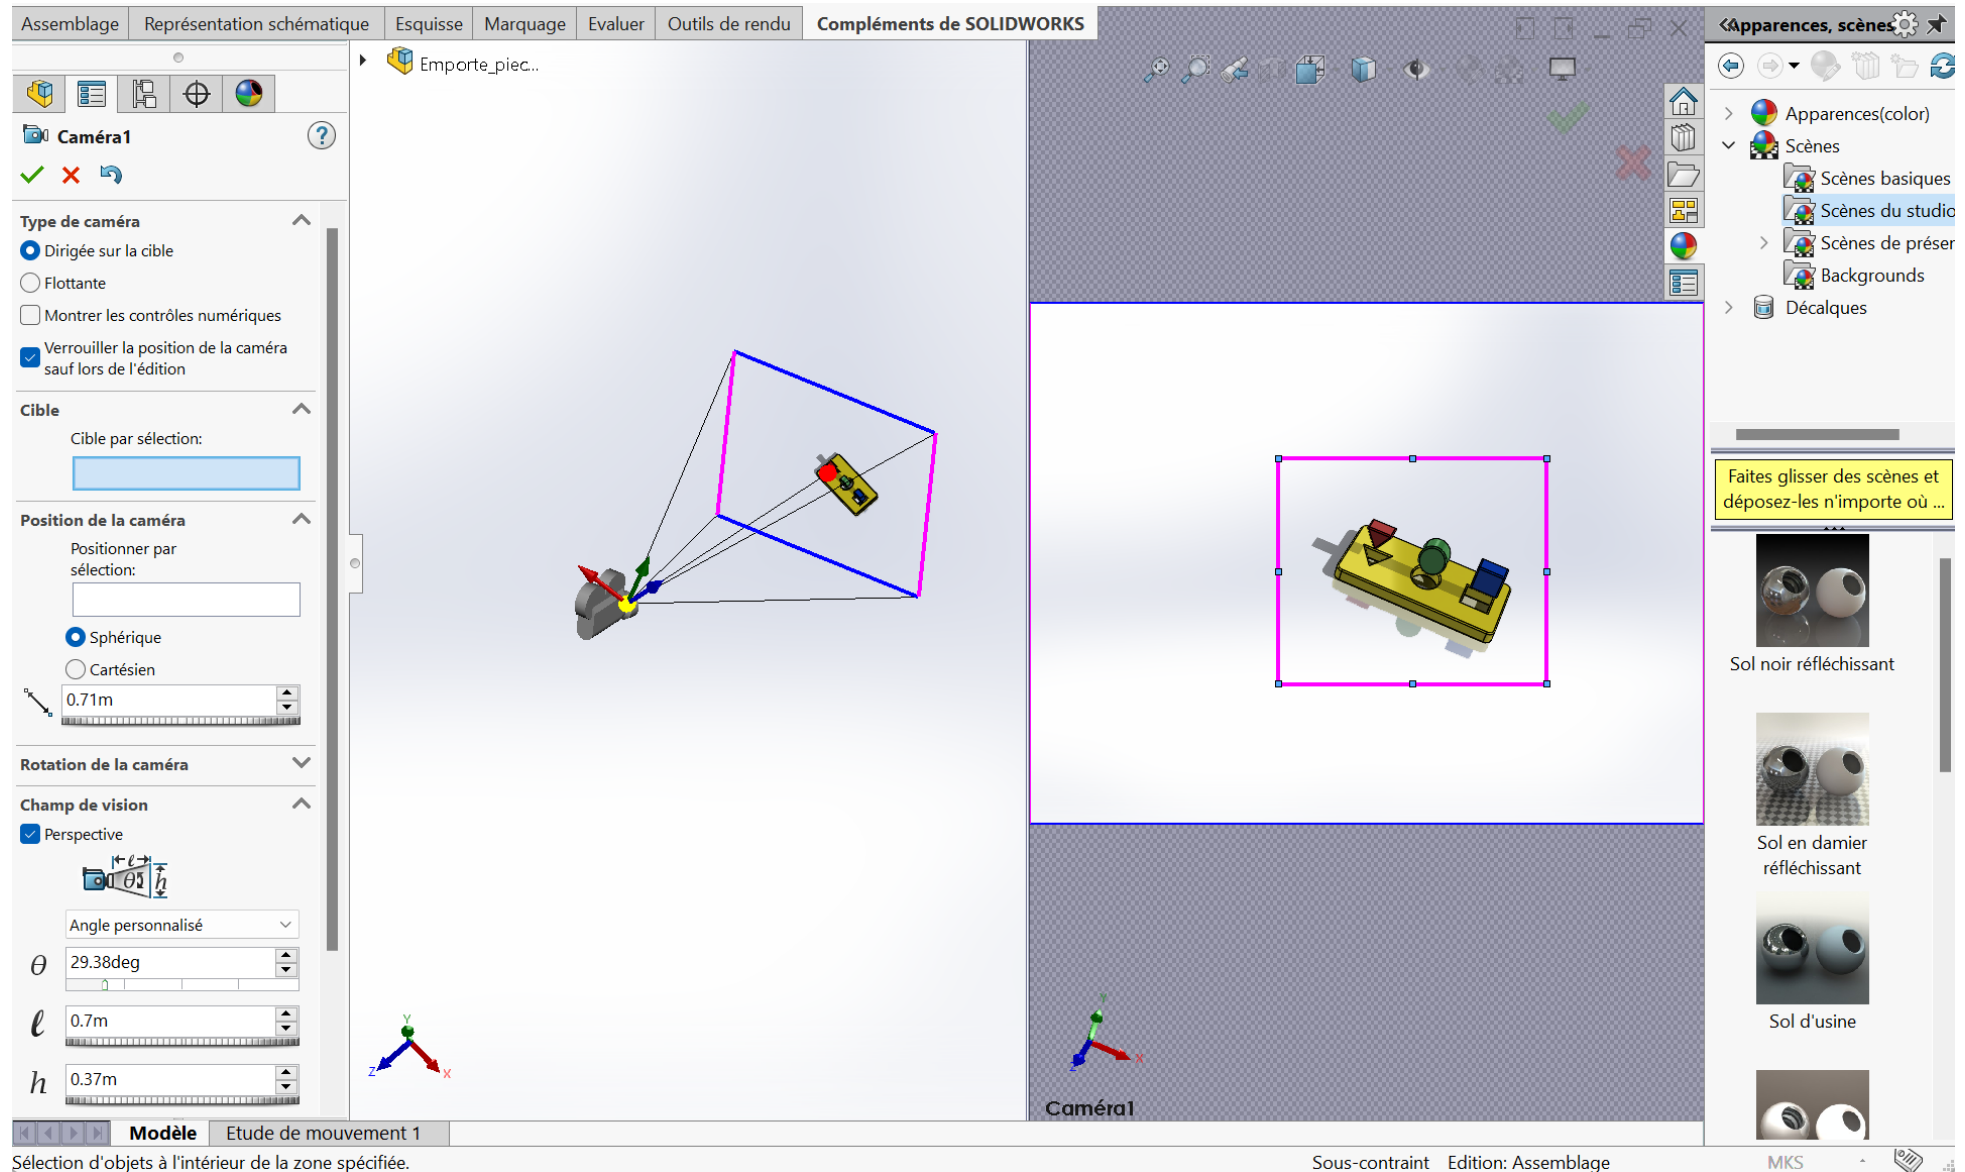 Assemblage Représentation schématique Esquisse Marquage Evaluer Outils de rendu Compléments de SOLIDWORKS
Emporte_piec...
Caméra1
?
Type de caméra
Dirigée sur la cible
Flottante
Montrer les contrôles numériques
Verrouiller la position de la caméra
sauf lors de l'édition
Cible
Cible par sélection:
Position de la caméra
Positionner par
sélection:
Sphérique
Cartésien
0.71m
Rotation de la caméra
Champ de vision
Perspective
ℓ
θ h
Angle personnalisé
θ 29.38deg
ℓ 0.7m
h 0.37m
Y
Z X
Y
Z X
Caméra1
Apparences, scènes
Apparences(color)
Scènes
Scènes basiques
Scènes du studio
Scènes de préser
Backgrounds
Décalques
Faites glisser des scènes et
déposez-les n'importe où ...
Sol noir réfléchissant
Sol en damier
réfléchissant
Sol d'usine
Modèle Etude de mouvement 1
Sélection d'objets à l'intérieur de la zone spécifiée. Sous-contraint Edition: Assemblage MKS